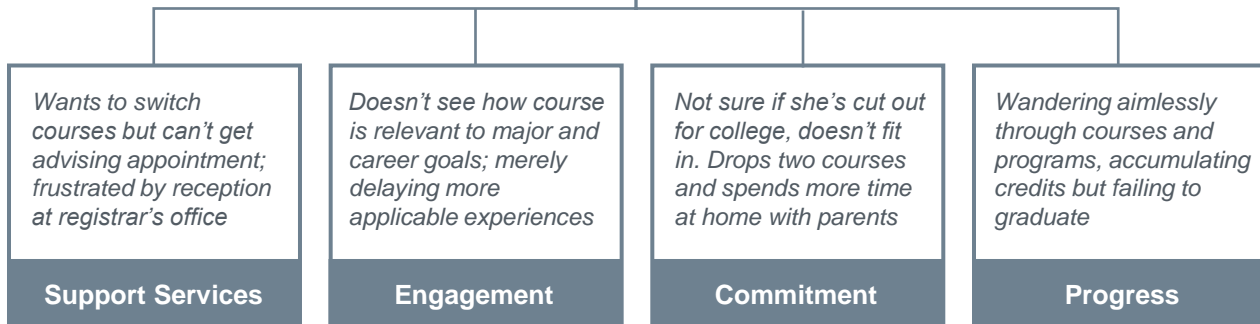 Wants to switch
courses but can't get
advising appointment;
frustrated by reception
at registrar's office
Support Services
Doesn't see how course
is relevant to major and
career goals; merely
delaying more
applicable experiences
Engagement
Not sure if she's cut out
for college, doesn't fit
in. Drops two courses
and spends more time
at home with parents
Commitment
Wandering aimlessly
through courses and
programs, accumulating
credits but failing to
graduate
Progress